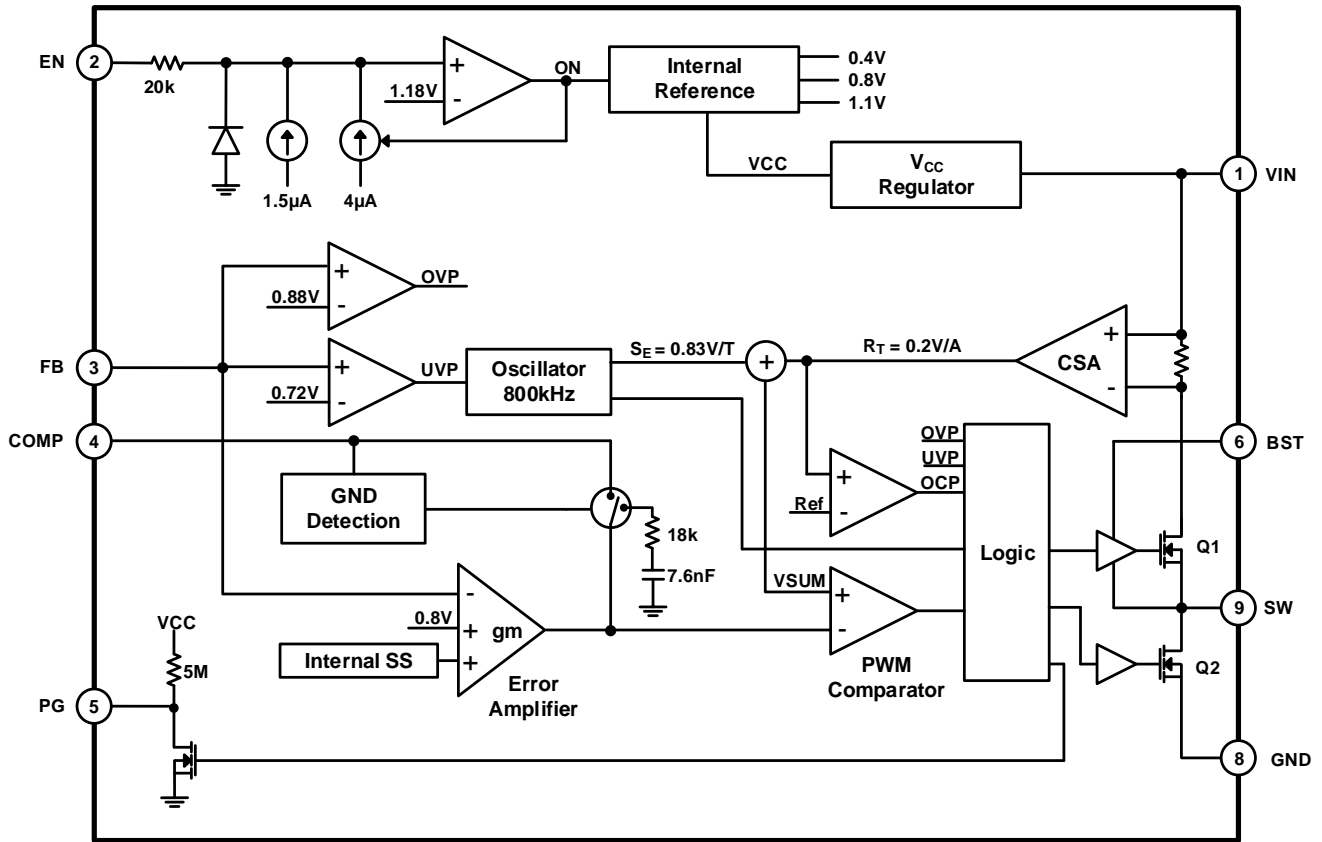 EN
2
20k
1.18V
+
-
ON
Internal
Reference
0.4V
0.8V
1.1V
1.5µA
4µA
VCC
VCC
Regulator
1
VIN
+
-
0.88V
OVP
FB
3
+
-
0.72V
UVP
Oscillator
800kHz
SE = 0.83V/T
+
RT = 0.2V/A
CSA
+
-
COMP
4
GND
Detection
18k
7.6nF
OVP
UVP
OCP
+
-
Ref
6
BST
Logic
Q1
VSUM
+
-
PWM
Comparator
9
SW
Q2
-
0.8V
+
+
gm
Internal SS
Error
Amplifier
VCC
5M
PG
5
8
GND